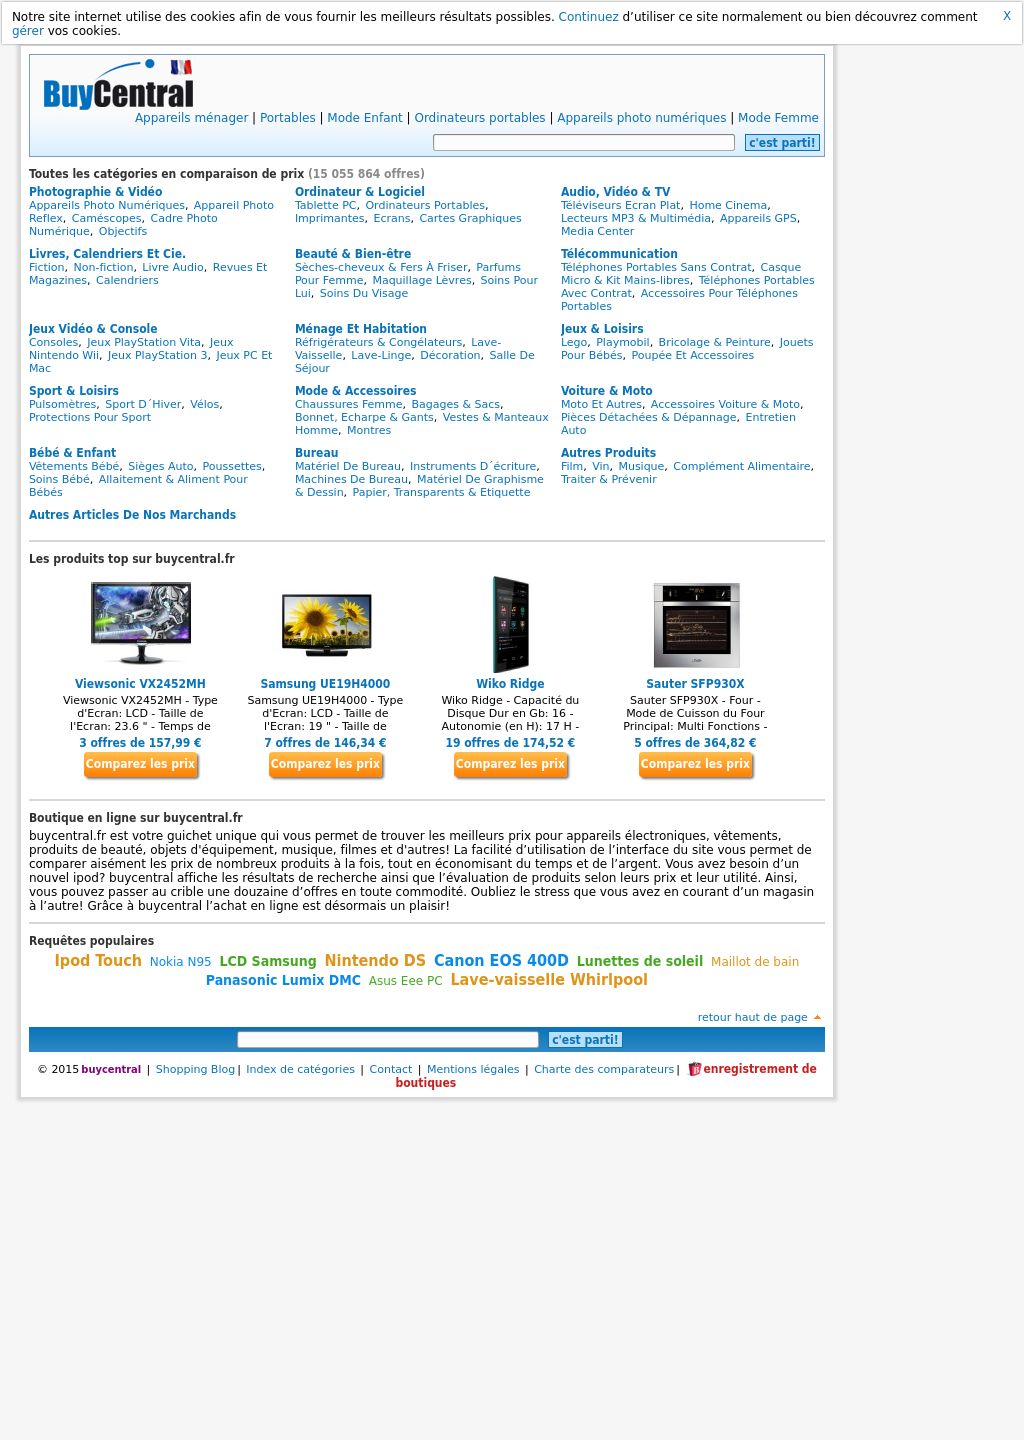 Notre site internet utilise des cookies afin de vous fournir les meilleurs résultats possibles. Continuez d’utiliser ce site normalement ou bien découvrez comment
gérer vos cookies.
X
BuyCentral
Appareils ménager | Portables | Mode Enfant | Ordinateurs portables | Appareils photo numériques | Mode Femme
c'est parti!
Toutes les catégories en comparaison de prix (15 055 864 offres)
Photographie & Vidéo
Appareils Photo Numériques, Appareil Photo
Reflex, Caméscopes, Cadre Photo
Numérique, Objectifs
Ordinateur & Logiciel
Tablette PC, Ordinateurs Portables,
Imprimantes, Ecrans, Cartes Graphiques
Audio, Vidéo & TV
Téléviseurs Ecran Plat, Home Cinema,
Lecteurs MP3 & Multimédia, Appareils GPS,
Media Center
Livres, Calendriers Et Cie.
Fiction, Non-fiction, Livre Audio, Revues Et
Magazines, Calendriers
Beauté & Bien-être
Sèches-cheveux & Fers À Friser, Parfums
Pour Femme, Maquillage Lèvres, Soins Pour
Lui, Soins Du Visage
Télécommunication
Téléphones Portables Sans Contrat, Casque
Micro & Kit Mains-libres, Téléphones Portables
Avec Contrat, Accessoires Pour Téléphones
Portables
Jeux Vidéo & Console
Consoles, Jeux PlayStation Vita, Jeux
Nintendo Wii, Jeux PlayStation 3, Jeux PC Et
Mac
Ménage Et Habitation
Réfrigérateurs & Congélateurs, Lave-
Vaisselle, Lave-Linge, Décoration, Salle De
Séjour
Jeux & Loisirs
Lego, Playmobil, Bricolage & Peinture, Jouets
Pour Bébés, Poupée Et Accessoires
Sport & Loisirs
Pulsomètres, Sport D´Hiver, Vélos,
Protections Pour Sport
Mode & Accessoires
Chaussures Femme, Bagages & Sacs,
Bonnet, Echarpe & Gants, Vestes & Manteaux
Homme, Montres
Voiture & Moto
Moto Et Autres, Accessoires Voiture & Moto,
Pièces Détachées & Dépannage, Entretien
Auto
Bébé & Enfant
Vêtements Bébé, Sièges Auto, Poussettes,
Soins Bébé, Allaitement & Aliment Pour
Bébés
Bureau
Matériel De Bureau, Instruments D´écriture,
Machines De Bureau, Matériel De Graphisme
& Dessin, Papier, Transparents & Etiquette
Autres Produits
Film, Vin, Musique, Complément Alimentaire,
Traiter & Prévenir
Autres Articles De Nos Marchands
Les produits top sur buycentral.fr
Viewsonic VX2452MH
Viewsonic VX2452MH - Type
d'Ecran: LCD - Taille de
l'Ecran: 23.6 " - Temps de
3 offres de 157,99 €
Comparez les prix
Samsung UE19H4000
Samsung UE19H4000 - Type
d'Ecran: LCD - Taille de
l'Ecran: 19 " - Taille de
7 offres de 146,34 €
Comparez les prix
Wiko Ridge
Wiko Ridge - Capacité du
Disque Dur en Gb: 16 -
Autonomie (en H): 17 H -
19 offres de 174,52 €
Comparez les prix
Sauter SFP930X
Sauter SFP930X - Four -
Mode de Cuisson du Four
Principal: Multi Fonctions -
5 offres de 364,82 €
Comparez les prix
Boutique en ligne sur buycentral.fr
buycentral.fr est votre guichet unique qui vous permet de trouver les meilleurs prix pour appareils électroniques, vêtements,
produits de beauté, objets d'équipement, musique, filmes et d'autres! La facilité d’utilisation de l’interface du site vous permet de
comparer aisément les prix de nombreux produits à la fois, tout en économisant du temps et de l’argent. Vous avez besoin d’un
nouvel ipod? buycentral affiche les résultats de recherche ainsi que l’évaluation de produits selon leurs prix et leur utilité. Ainsi,
vous pouvez passer au crible une douzaine d’offres en toute commodité. Oubliez le stress que vous avez en courant d’un magasin
à l’autre! Grâce à buycentral l’achat en ligne est désormais un plaisir!
Requêtes populaires
Ipod Touch Nokia N95 LCD Samsung Nintendo DS Canon EOS 400D Lunettes de soleil Maillot de bain
Panasonic Lumix DMC Asus Eee PC Lave-vaisselle Whirlpool
retour haut de page
c'est parti!
© 2015 buycentral | Shopping Blog | Index de catégories | Contact | Mentions légales | Charte des comparateurs | enregistrement de
boutiques